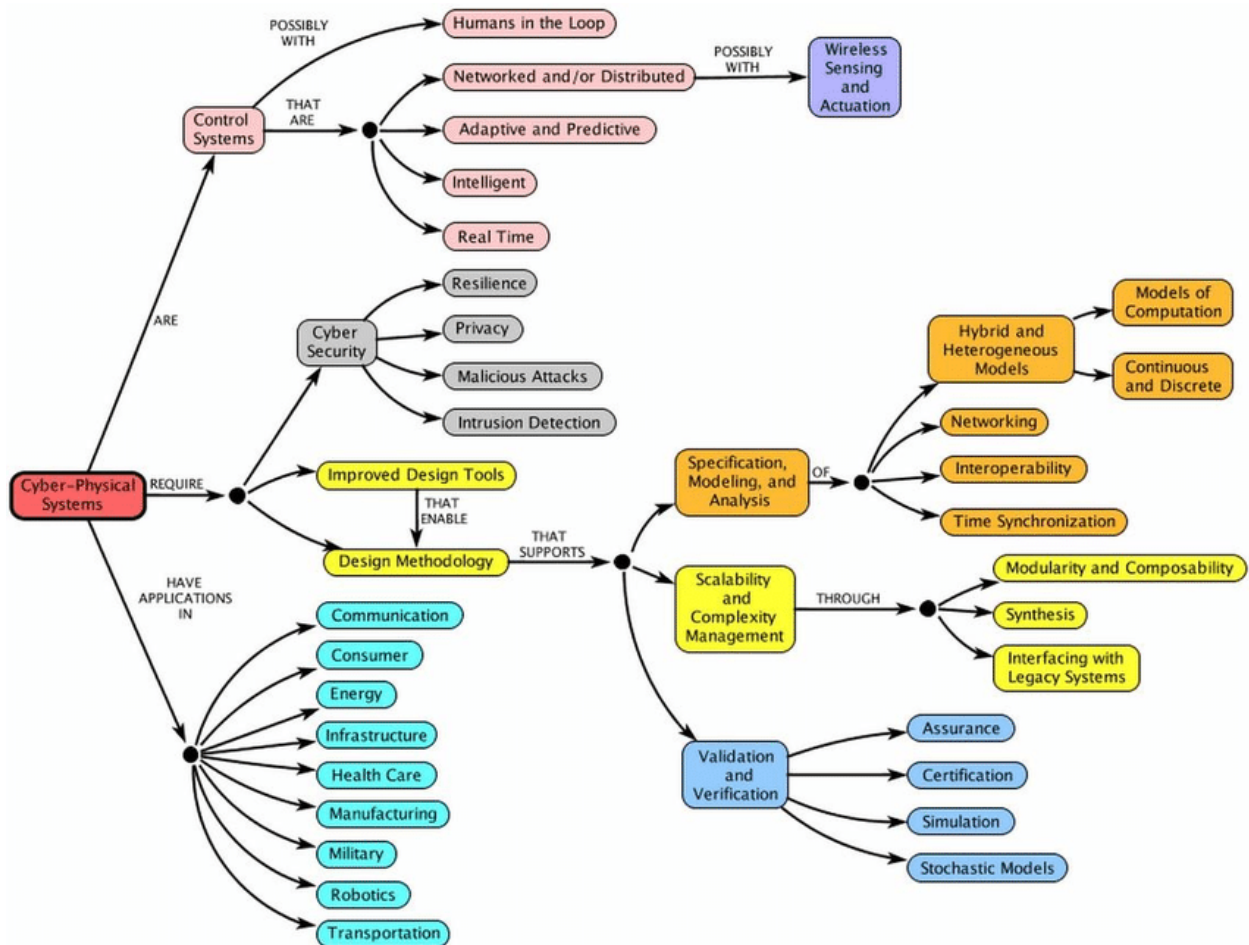 POSSIBLY
WITH
Humans in the Loop
Control
Systems
THAT
ARE
Networked and/or Distributed
POSSIBLY
WITH
Wireless
Sensing
and
Actuation
Adaptive and Predictive
Intelligent
Real Time
ARE
Cyber
Security
Resilience
Privacy
Malicious Attacks
Intrusion Detection
Cyber-Physical
Systems
REQUIRE
Improved Design Tools
THAT
ENABLE
Design Methodology
THAT
SUPPORTS
Specification,
Modeling, and
Analysis
OF
Hybrid and
Heterogeneous
Models
Models of
Computation
Continuous
and Discrete
Networking
Interoperability
Time Synchronization
Scalability
and
Complexity
Management
THROUGH
Modularity and Composability
Synthesis
Interfacing with
Legacy Systems
Validation
and
Verification
Assurance
Certification
Simulation
Stochastic Models
HAVE
APPLICATIONS
IN
Communication
Consumer
Energy
Infrastructure
Health Care
Manufacturing
Military
Robotics
Transportation